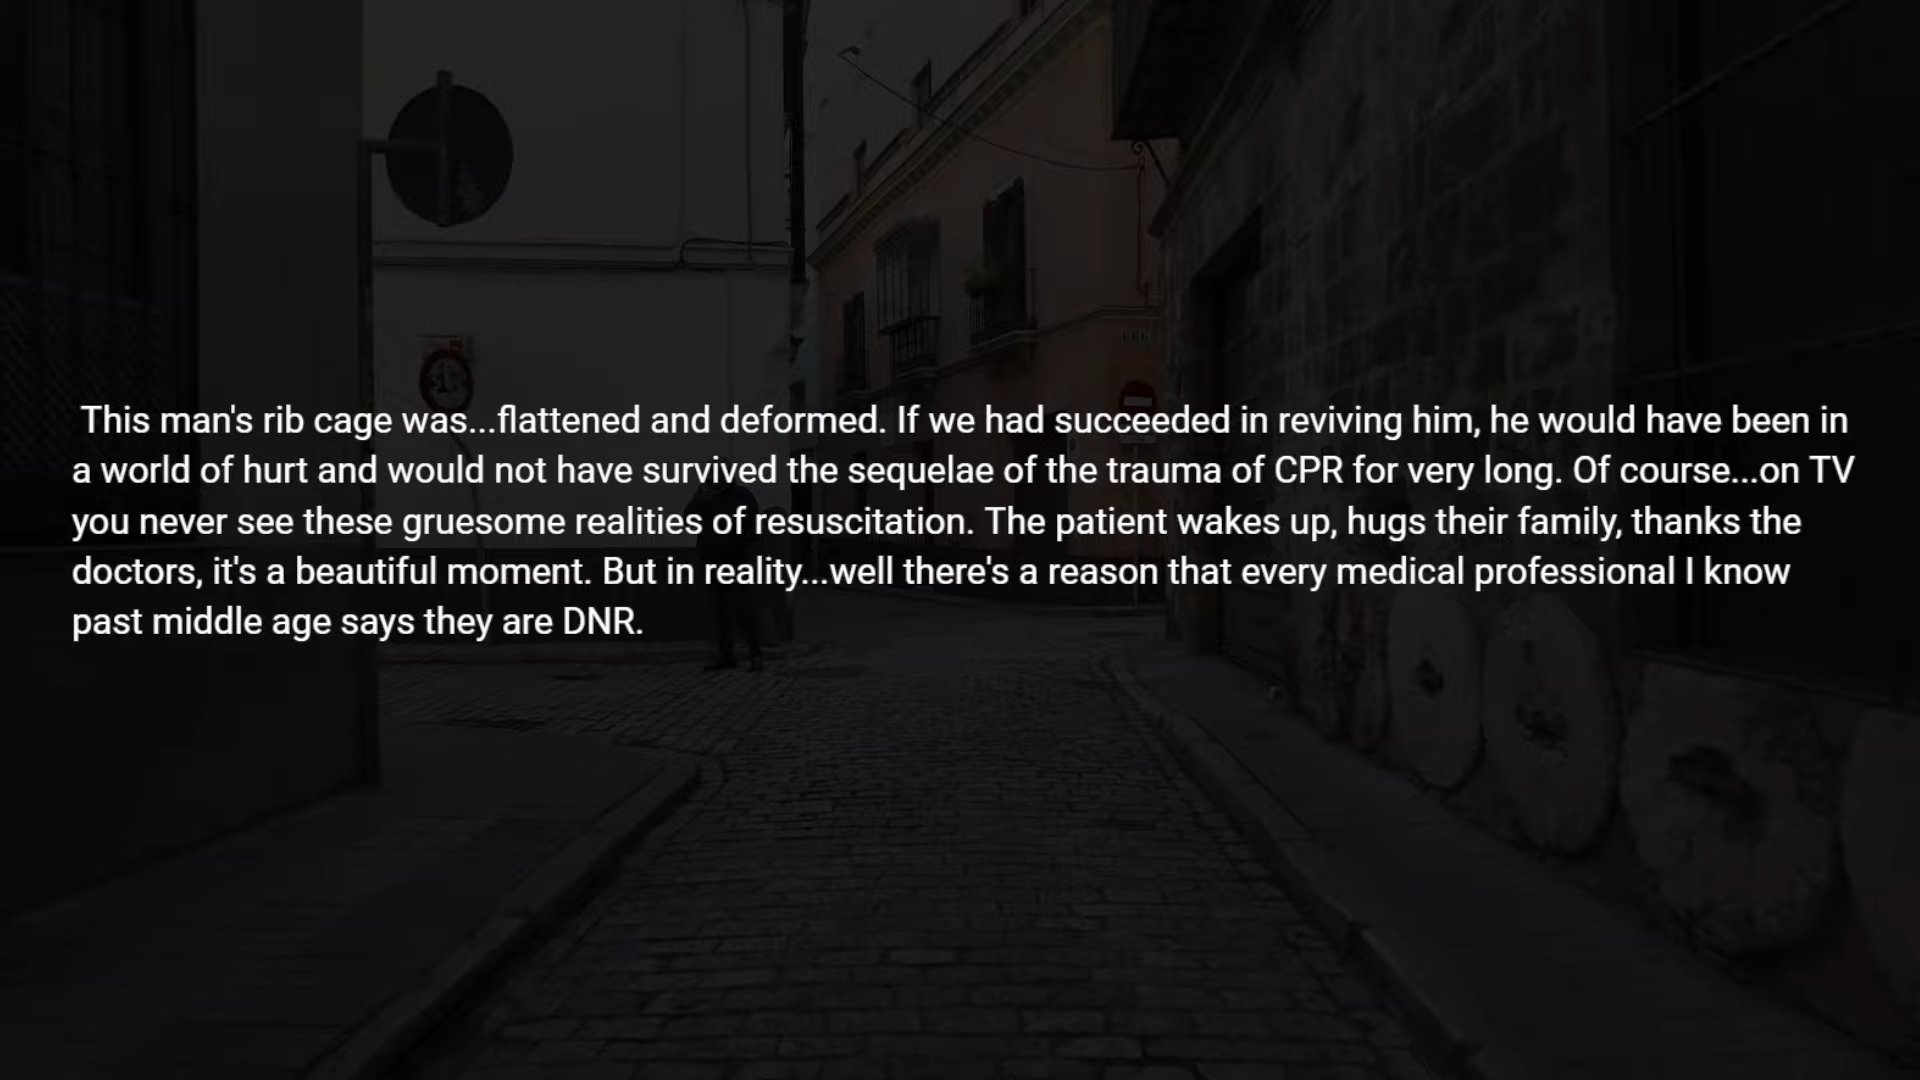 This man's rib cage was...flattened and deformed. If we had succeeded in reviving him, he would have been in
a world of hurt and would not have survived the sequelae of the trauma of CPR for very long. Of course...on TV
you never see these gruesome realities of resuscitation. The patient wakes up, hugs their family, thanks the
doctors, it's a beautiful moment. But in reality...well there's a reason that every medical professional I know
past middle age says they are DNR.